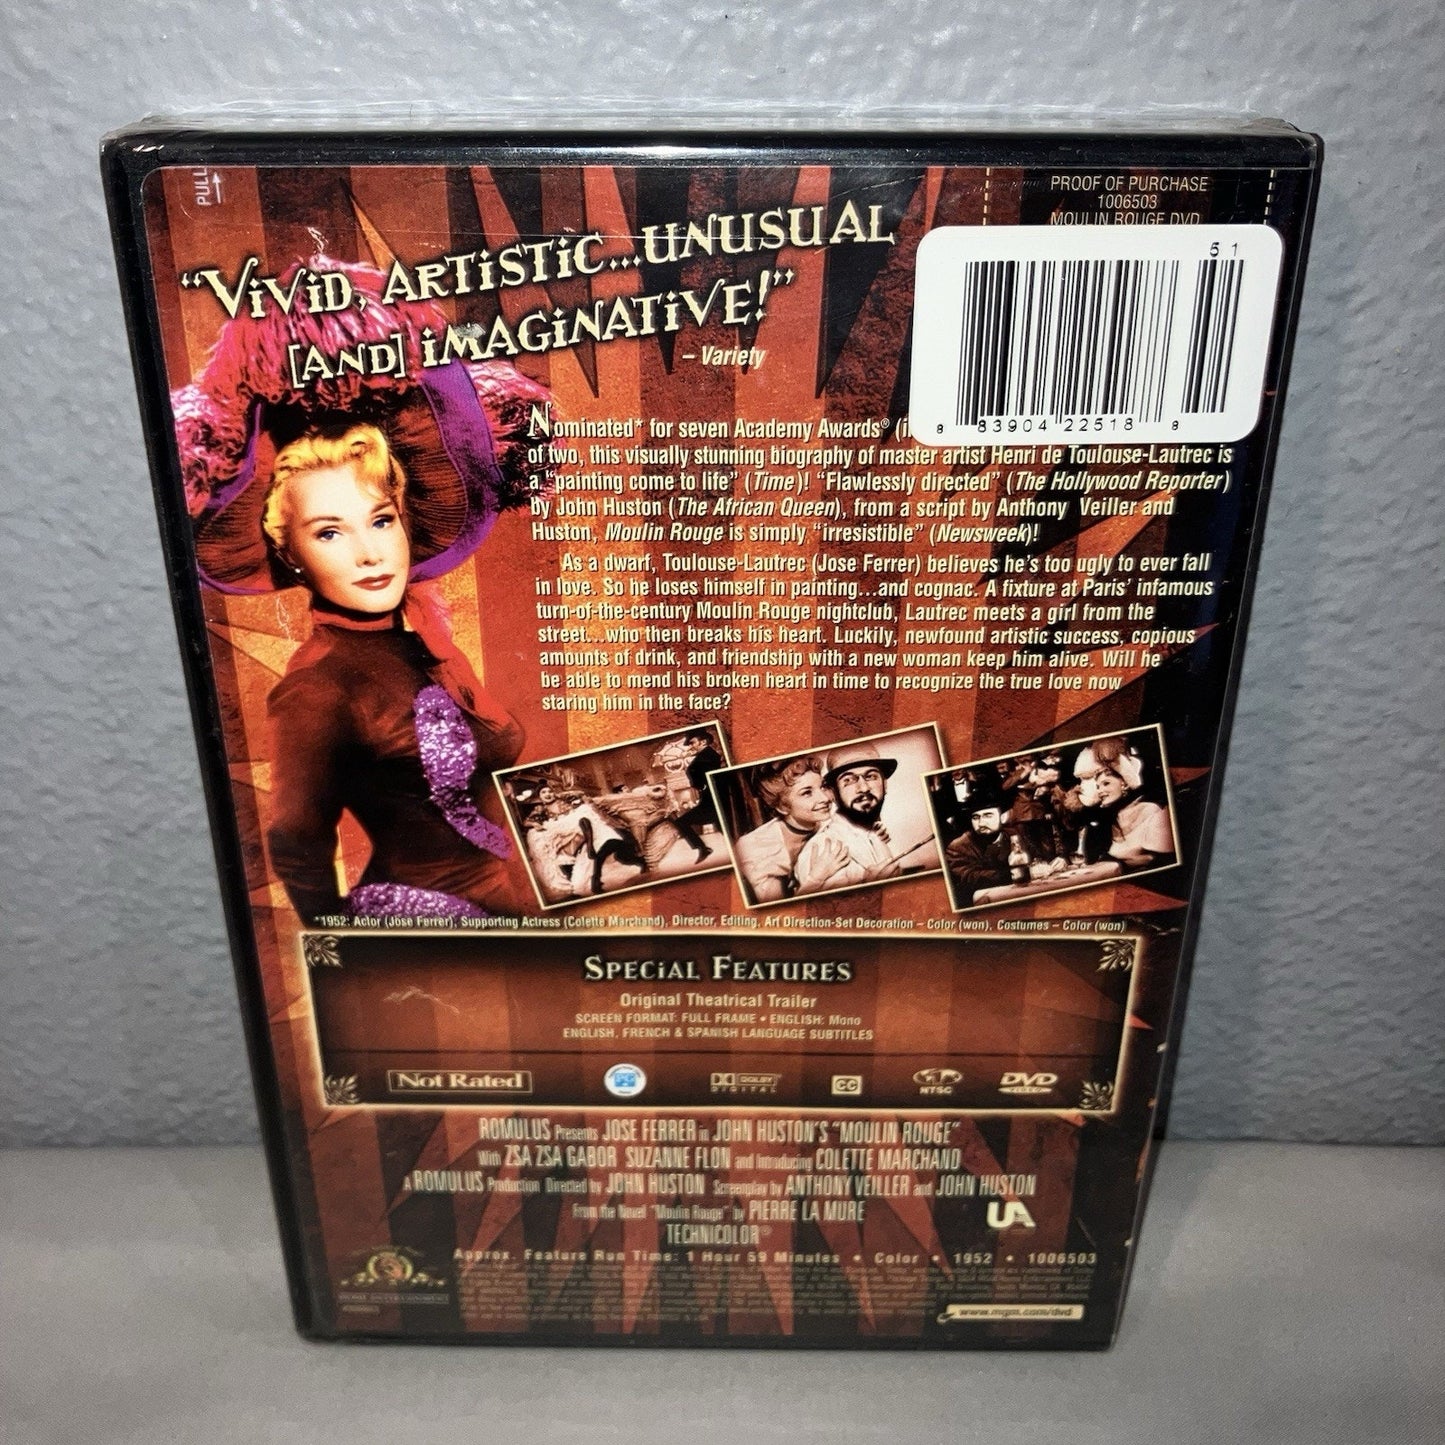 PULL
PROOF OF PURCHASE
1006503
MOULIN ROUGE DVD
51
8 83904 22518 8
“VIVID, ARTISTIC...UNUSUAL
[AND] IMAGINATIVE!”
– Variety
Nominated* for seven Academy Awards® (i
of two, this visually stunning biography of master artist Henri de Toulouse-Lautrec is
a “painting come to life” (Time)! “Flawlessly directed” (The Hollywood Reporter)
by John Huston (The African Queen), from a script by Anthony Veiller and
Huston, Moulin Rouge is simply “irresistible” (Newsweek)!
As a dwarf, Toulouse-Lautrec (Jose Ferrer) believes he's too ugly to ever fall
in love. So he loses himself in painting...and cognac. A fixture at Paris' infamous
turn-of-the-century Moulin Rouge nightclub, Lautrec meets a girl from the
street...who then breaks his heart. Luckily, newfound artistic success, copious
amounts of drink, and friendship with a new woman keep him alive. Will he
be able to mend his broken heart in time to recognize the true love now
staring him in the face?
*1952: Actor (Jose Ferrer), Supporting Actress (Colette Marchand), Director, Editing, Art Direction-Set Decoration – Color (won), Costumes – Color (won)
SPECIAL FEATURES
Original Theatrical Trailer
SCREEN FORMAT: FULL FRAME • ENGLISH: Mono
ENGLISH, FRENCH & SPANISH LANGUAGE SUBTITLES
NOT RATED
PC
DOLBY DIGITAL
CC
NTSC
DVD VIDEO
ROMULUS Presents JOSE FERRER in JOHN HUSTON'S "MOULIN ROUGE"
With ZSA ZSA GABOR SUZANNE FLON and Introducing COLETTE MARCHAND
A ROMULUS Production Directed by JOHN HUSTON Screenplay by ANTHONY VEILLER and JOHN HUSTON
From the Novel "Moulin Rouge" by PIERRE LA MURE
TECHNICOLOR®
UA
Approx. Feature Run Time: 1 Hour 59 Minutes • Color • 1952 • 1006503
www.mgm.com/dvd